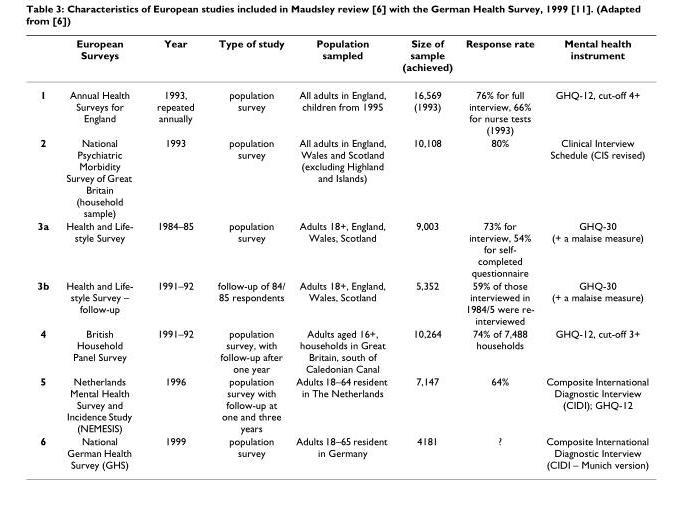 Table 3: Characteristics of European studies included in Maudsley review [6] with the German Health Survey, 1999 [11]. (Adapted
from [6])
European Surveys Year Type of study Population sampled Size of sample (achieved) Response rate Mental health instrument
1 Annual Health Surveys for England 1993, repeated annually population survey All adults in England, children from 1995 16,569 (1993) 76% for full interview, 66% for nurse tests (1993) GHQ-12, cut-off 4+
2 National Psychiatric Morbidity Survey of Great Britain (household sample) 1993 population survey All adults in England, Wales and Scotland (excluding Highland and Islands) 10,108 80% Clinical Interview Schedule (CIS revised)
3a Health and Life-style Survey 1984–85 population survey Adults 18+, England, Wales, Scotland 9,003 73% for interview, 54% for self-completed questionnaire GHQ-30 (+ a malaise measure)
3b Health and Life-style Survey – follow-up 1991–92 follow-up of 84/85 respondents Adults 18+, England, Wales, Scotland 5,352 59% of those interviewed in 1984/5 were re-interviewed GHQ-30 (+ a malaise measure)
4 British Household Panel Survey 1991–92 population survey, with follow-up after one year Adults aged 16+, households in Great Britain, south of Caledonian Canal 10,264 74% of 7,488 households GHQ-12, cut-off 3+
5 Netherlands Mental Health Survey and Incidence Study (NEMESIS) 1996 population survey with follow-up at one and three years Adults 18–64 resident in The Netherlands 7,147 64% Composite International Diagnostic Interview (CIDI); GHQ-12
6 National German Health Survey (GHS) 1999 population survey Adults 18–65 resident in Germany 4181 ? Composite International Diagnostic Interview (CIDI – Munich version)